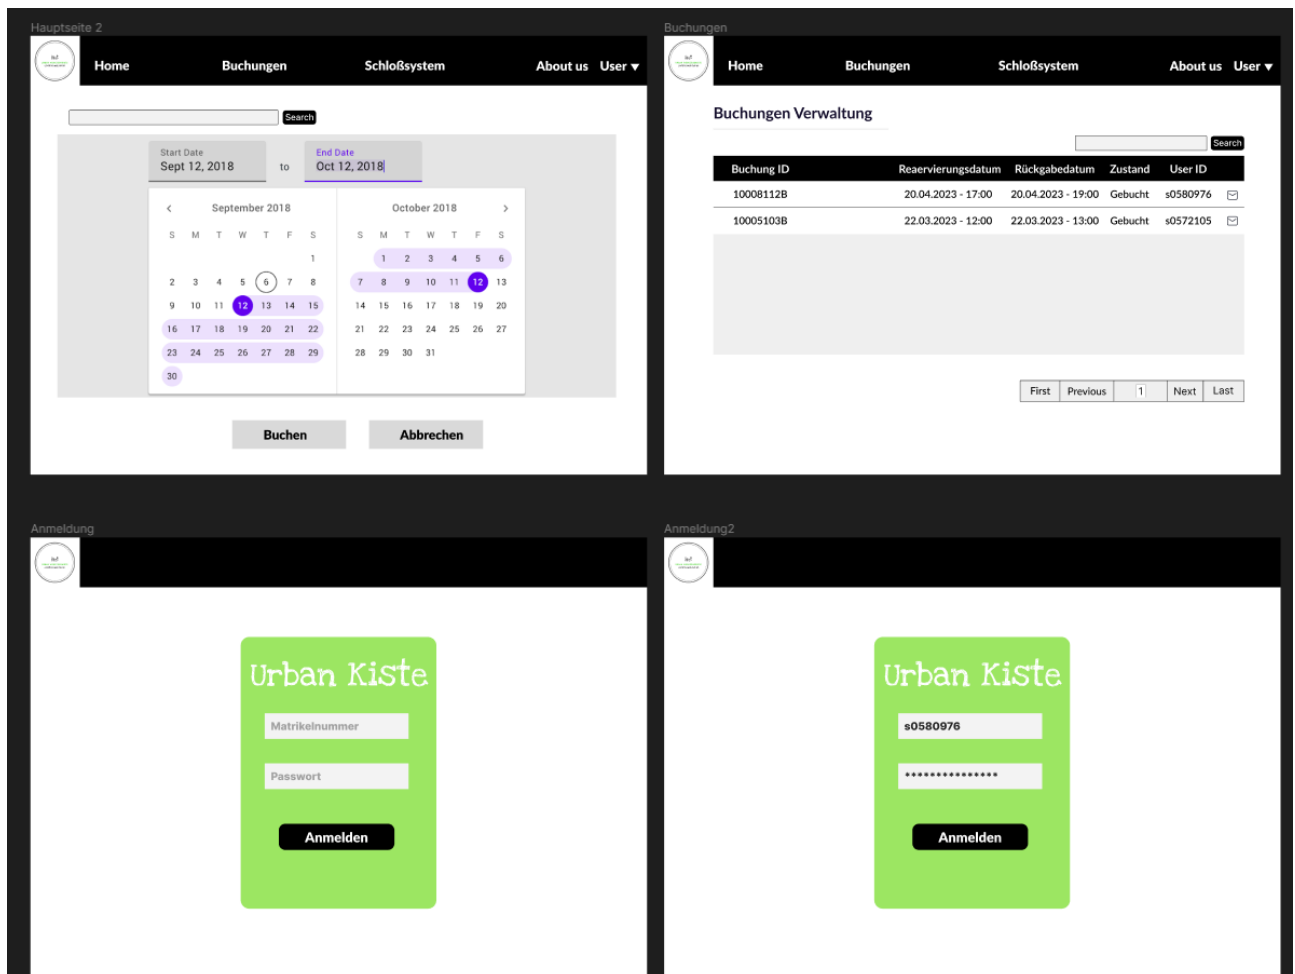 Hauptseite 2
Home Buchungen Schloßsystem About us User ▼
Search
Start Date
Sept 12, 2018
to
End Date
Oct 12, 2018
< September 2018
S M T W T F S
1
2 3 4 5 6 7 8
9 10 11 12 13 14 15
16 17 18 19 20 21 22
23 24 25 26 27 28 29
30
October 2018 >
S M T W T F S
1 2 3 4 5 6
7 8 9 10 11 12 13
14 15 16 17 18 19 20
21 22 23 24 25 26 27
28 29 30 31
Buchen Abbrechen
Buchungen
Home Buchungen Schloßsystem About us User ▼
Buchungen Verwaltung
Search
Buchung ID Reaervierungsdatum Rückgabedatum Zustand User ID
10008112B 20.04.2023 - 17:00 20.04.2023 - 19:00 Gebucht s0580976
10005103B 22.03.2023 - 12:00 22.03.2023 - 13:00 Gebucht s0572105
First Previous 1 Next Last
Anmeldung
Urban Kiste
Matrikelnummer
Passwort
Anmelden
Anmeldung2
Urban Kiste
s0580976
***************
Anmelden